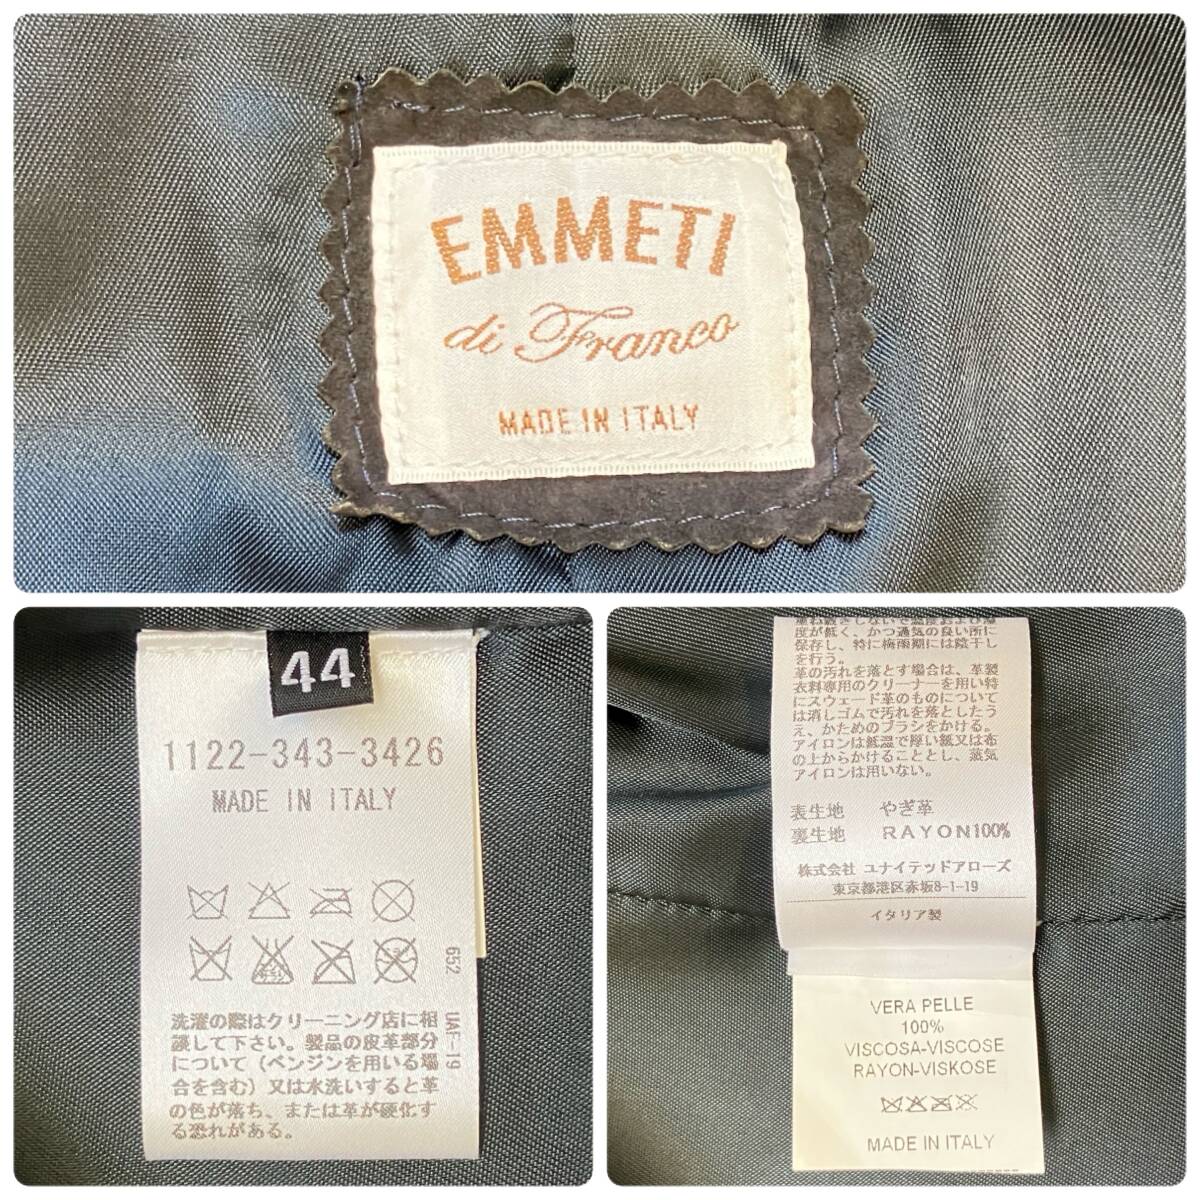 EMMETI
di Franco
MADE IN ITALY
44
1122-343-3426
MADE IN ITALY
652
UAF-19
洗濯の際はクリーニング店に相
談して下さい。製品の皮革部分
について(ベンジンを用いる場
合を含む)又は水洗いすると革
の色が落ち、または革が硬化す
る恐れがある。
度が低く、かつ通気の良い所に
保存し、特に梅雨期には陰干し
を行う。
革の汚れを落とす場合は、革製
衣料専用のクリーナーを用い特
にスウェード革のものについて
は消しゴムで汚れを落としたう
え、かためのブラシをかける。
アイロンは低温で厚い紙又は布
の上からかけることとし、蒸気
アイロンは用いない。
表生地 やぎ革
裏生地 RAYON100%
株式会社 ユナイテッドアローズ
東京都港区赤坂8-1-19
イタリア製
VERA PELLE
100%
VISCOSA-VISCOSE
RAYON-VISKOSE
MADE IN ITALY